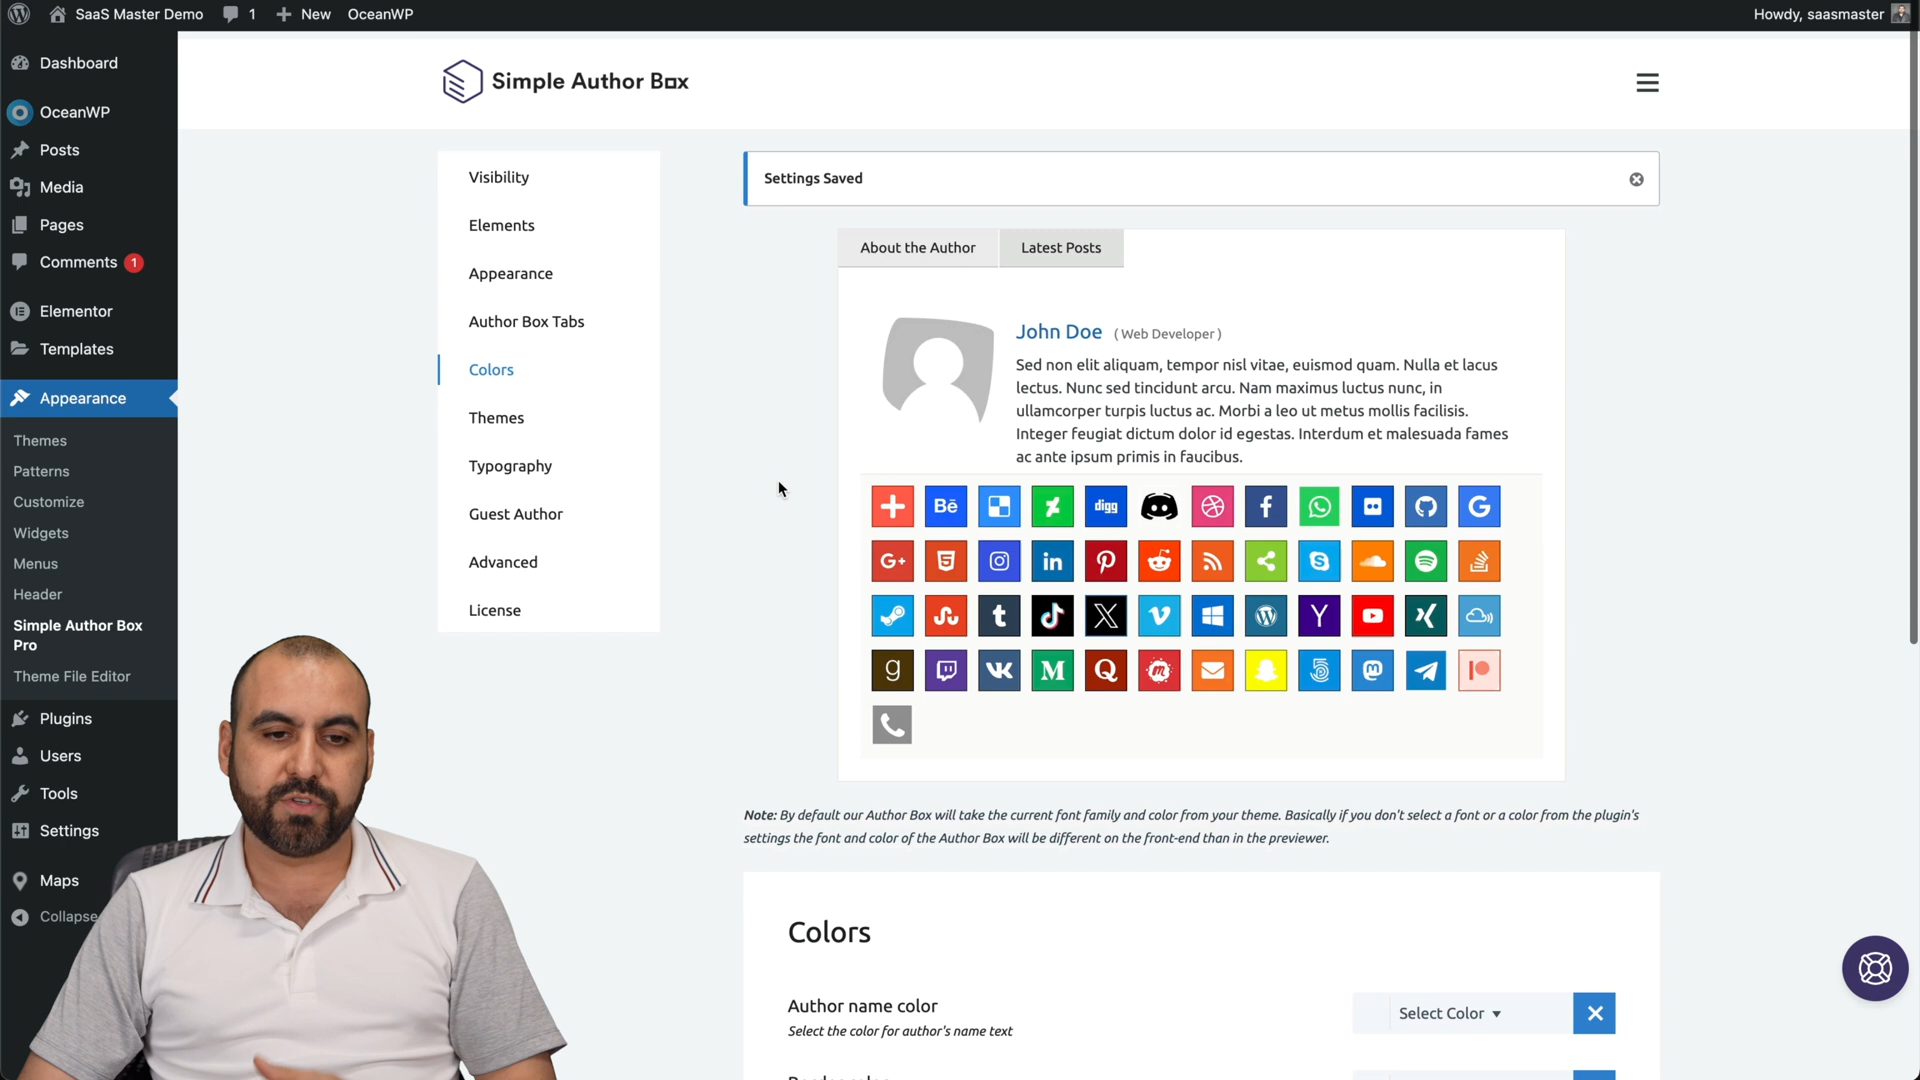 SaaS Master Demo 1 New OceanWP Howdy, saasmaster
Dashboard
OceanWP
Posts
Media
Pages
Comments 1
Elementor
Templates
Appearance
Themes
Patterns
Customize
Widgets
Menus
Header
Simple Author Box
Pro
Theme File Editor
Plugins
Users
Tools
Settings
Maps
Collapse
Simple Author Box
Visibility
Elements
Appearance
Author Box Tabs
Colors
Themes
Typography
Guest Author
Advanced
License
Settings Saved
About the Author Latest Posts
John Doe ( Web Developer )
Sed non elit aliquam, tempor nisl vitae, euismod quam. Nulla et lacus
lectus. Nunc sed tincidunt arcu. Nam maximus luctus nunc, in
ullamcorper turpis luctus ac. Morbi a leo ut metus mollis facilisis.
Integer feugiat dictum dolor id egestas. Interdum et malesuada fames
ac ante ipsum primis in faucibus.
Bē digg f G
G+ 5 in
t X Y
g M Q
Note: By default our Author Box will take the current font family and color from your theme. Basically if you don't select a font or a color from the plugin's
settings the font and color of the Author Box will be different on the front-end than in the previewer.
Colors
Author name color
Select the color for author's name text
Select Color